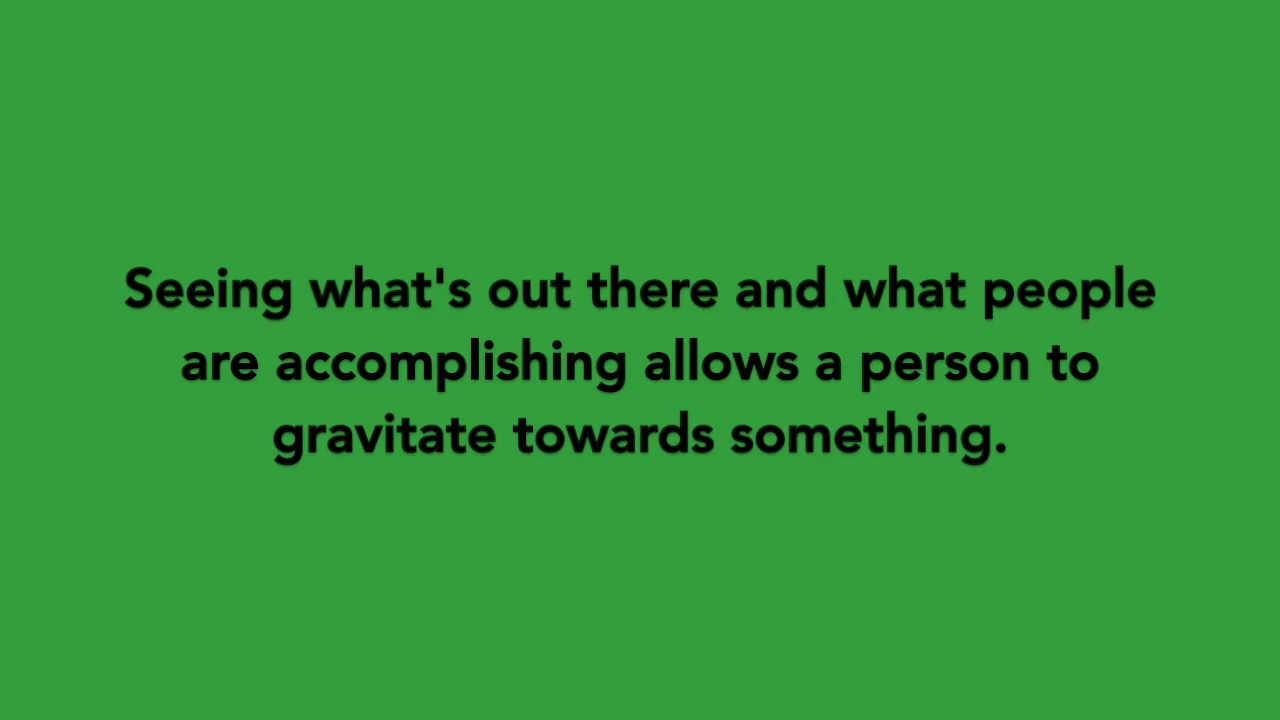 Seeing what's out there and what people
are accomplishing allows a person to
gravitate towards something.